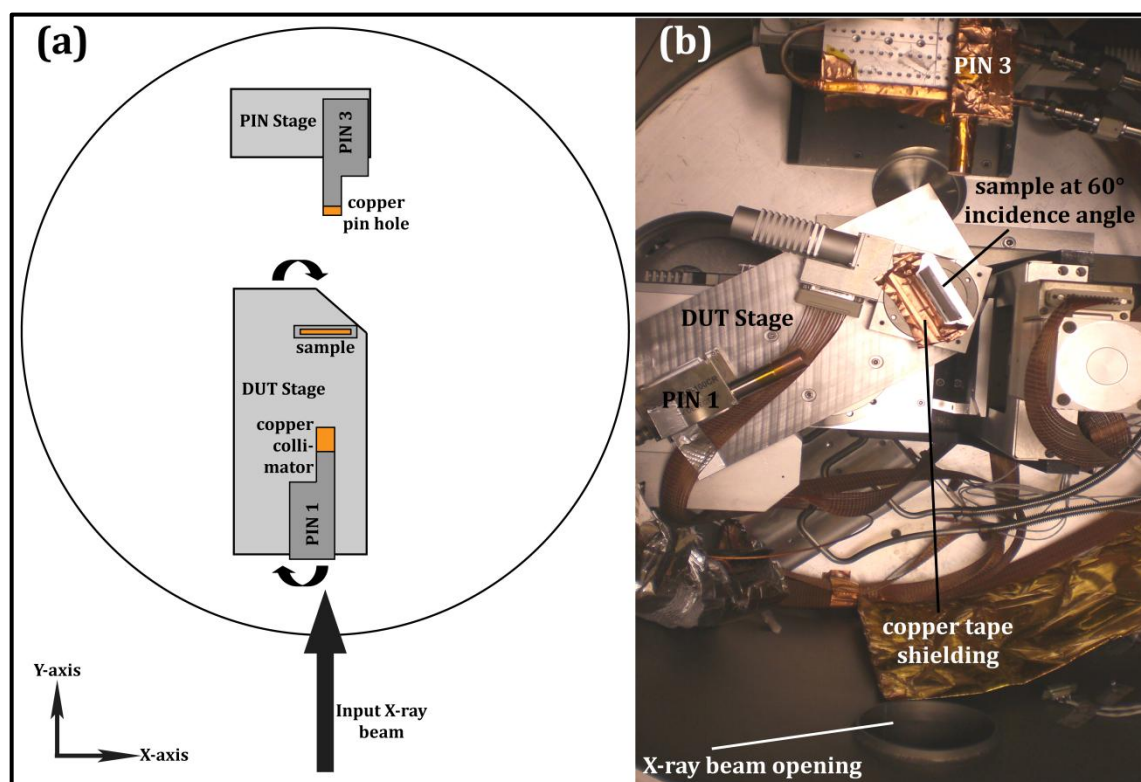 (a)
PIN Stage
PIN 3
copper
pin hole
sample
DUT Stage
copper
colli-
mator
PIN 1
Y-axis
X-axis
Input X-ray
beam
(b)
PIN 3
sample at 60°
incidence angle
DUT Stage
PIN 1
copper tape
shielding
X-ray beam opening